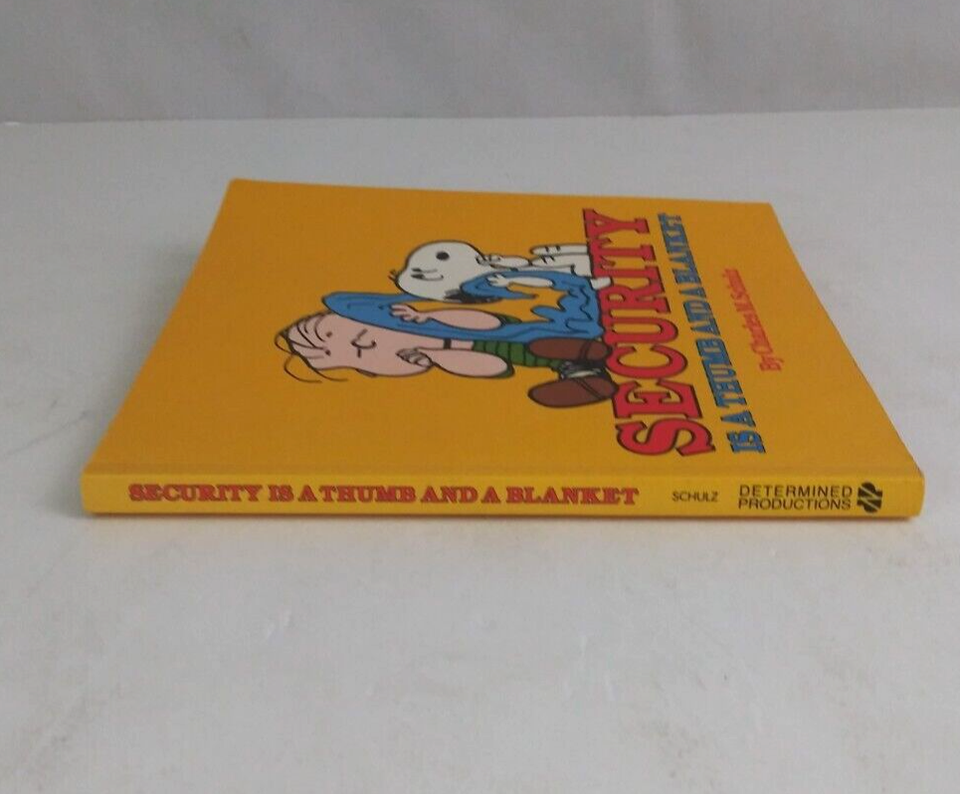 SECURITY
IS A THUMB AND A BLANKET
By Charles M. Schulz
SECURITY IS A THUMB AND A BLANKET
SCHULZ
DETERMINED
PRODUCTIONS